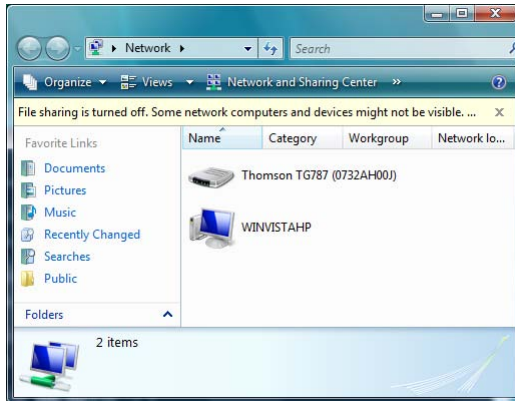 Network
Search
Organize Views Network and Sharing Center »
File sharing is turned off. Some network computers and devices might not be visible. ... x
Favorite Links
Documents
Pictures
Music
Recently Changed
Searches
Public
Folders
Name Category Workgroup Network lo...
Thomson TG787 (0732AH00J)
WINVISTAHP
2 items